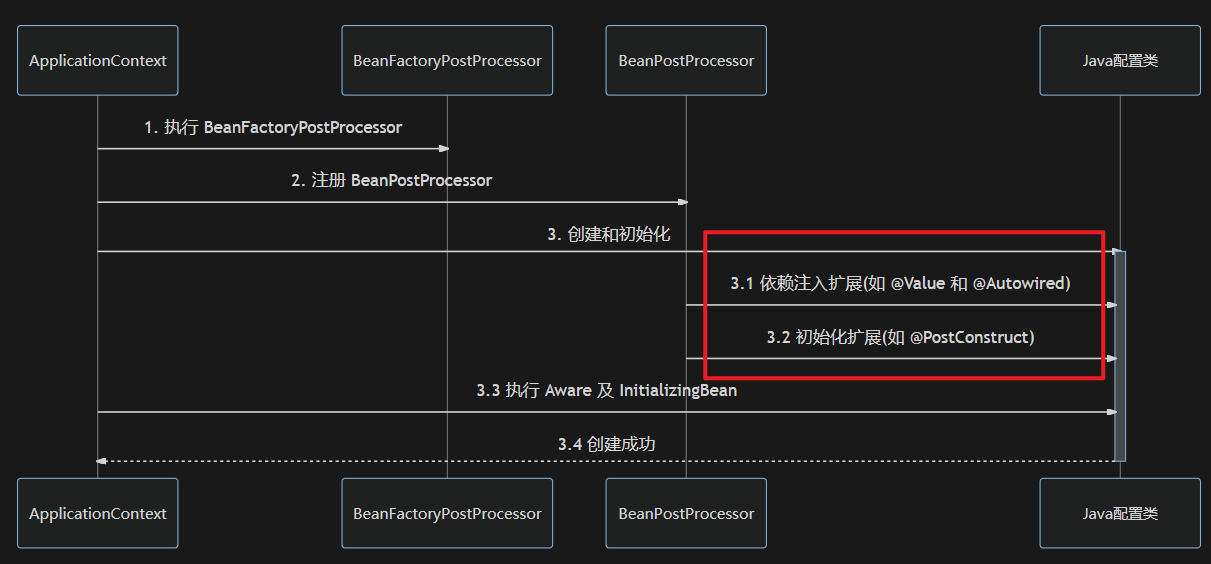 ApplicationContext
BeanFactoryPostProcessor
BeanPostProcessor
Java配置类
1. 执行 BeanFactoryPostProcessor
2. 注册 BeanPostProcessor
3. 创建和初始化
3.1 依赖注入扩展(如 @Value 和 @Autowired)
3.2 初始化扩展(如 @PostConstruct)
3.3 执行 Aware 及 InitializingBean
3.4 创建成功
ApplicationContext
BeanFactoryPostProcessor
BeanPostProcessor
Java配置类